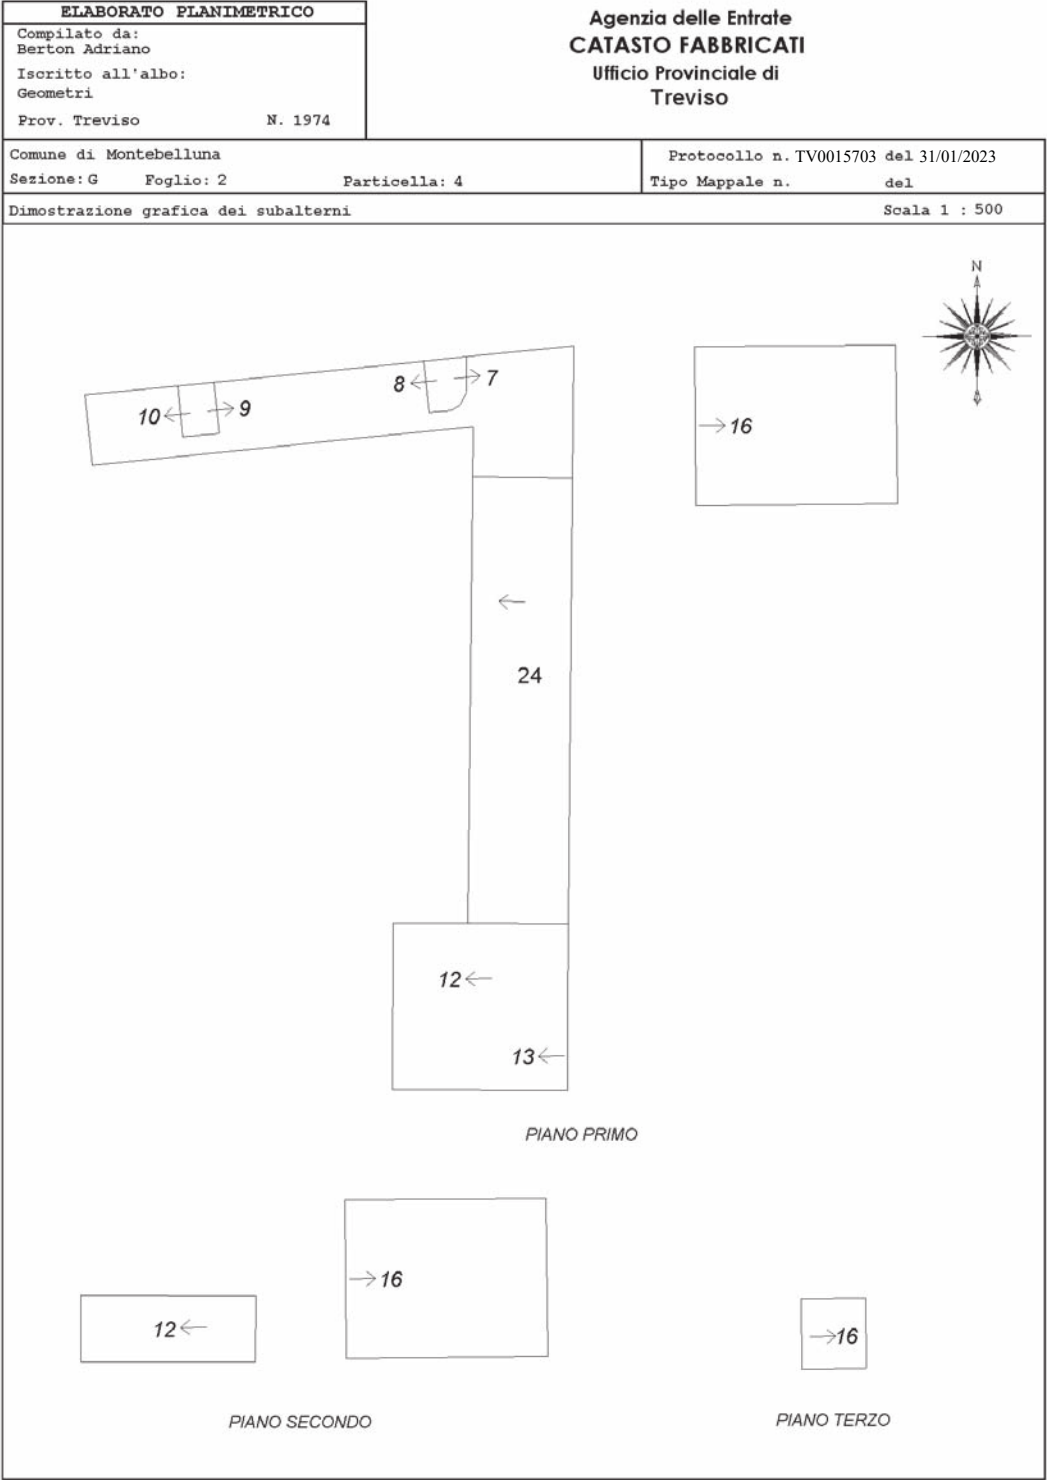 ELABORATO PLANIMETRICO
Compilato da:
Berton Adriano
Iscritto all'albo:
Geometri
Prov. Treviso N. 1974
Agenzia delle Entrate
CATASTO FABBRICATI
Ufficio Provinciale di
Treviso
Comune di Montebelluna
Sezione: G Foglio: 2 Particella: 4
Protocollo n. TV0015703 del 31/01/2023
Tipo Mappale n. del
Dimostrazione grafica dei subalterni Scala 1 : 500
N
8 7
10 9
16
24
12
13
PIANO PRIMO
16
12
PIANO SECONDO
16
PIANO TERZO